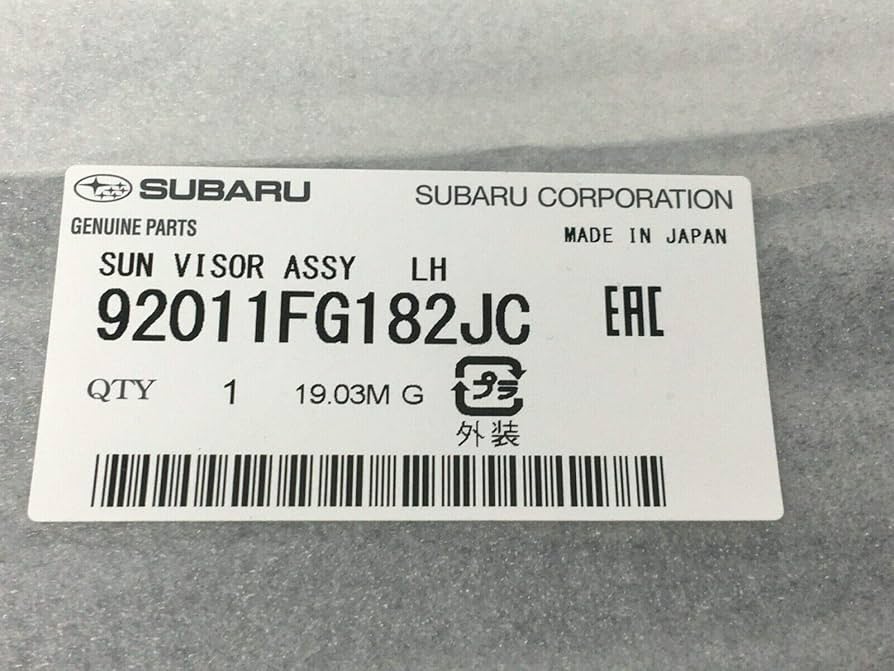 SUBARU SUBARU CORPORATION
GENUINE PARTS MADE IN JAPAN
SUN VISOR ASSY LH
92011FG182JC EAC
QTY 1 19.03M G プラ
外装